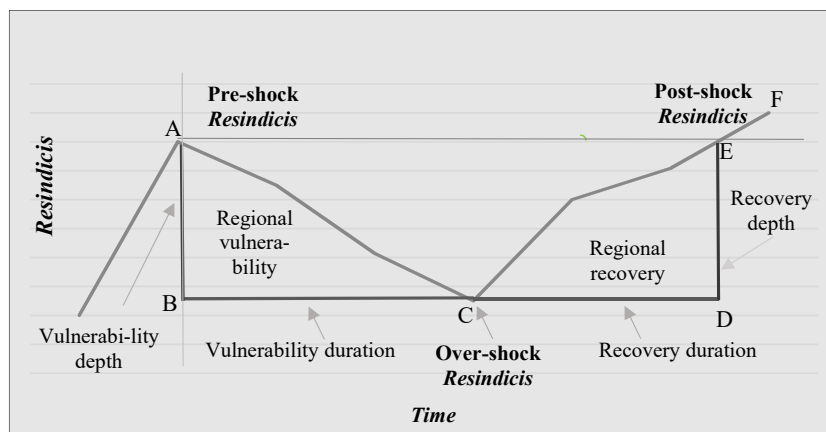 Pre-shock
Resindicis
Post-shock
Resindicis
F
A
E
Resindicis
Regional
vulnera-
bility
Regional
recovery
Recovery
depth
B
C
D
Vulnerabi-lity
depth
Vulnerability duration
Over-shock
Resindicis
Recovery duration
Time